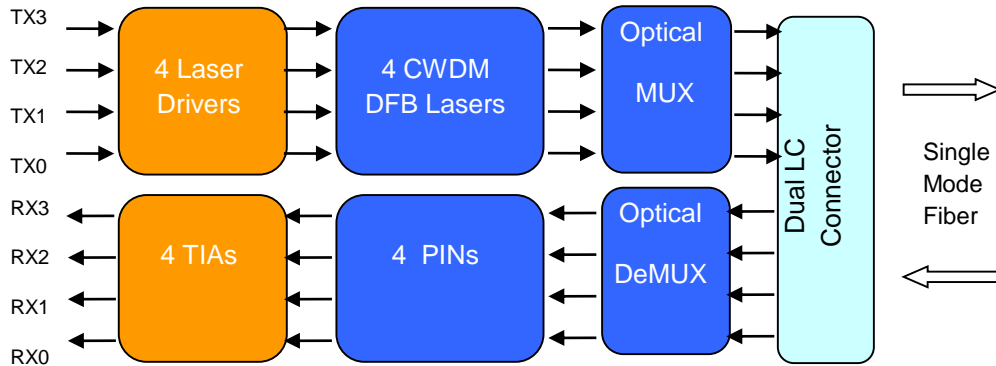 TX3
TX2
TX1
TX0
4 Laser
Drivers
4 CWDM
DFB Lasers
Optical
MUX
Dual LC
Connector
Single
Mode
Fiber
RX3
RX2
RX1
RX0
4 TIAs
4 PINs
Optical
DeMUX